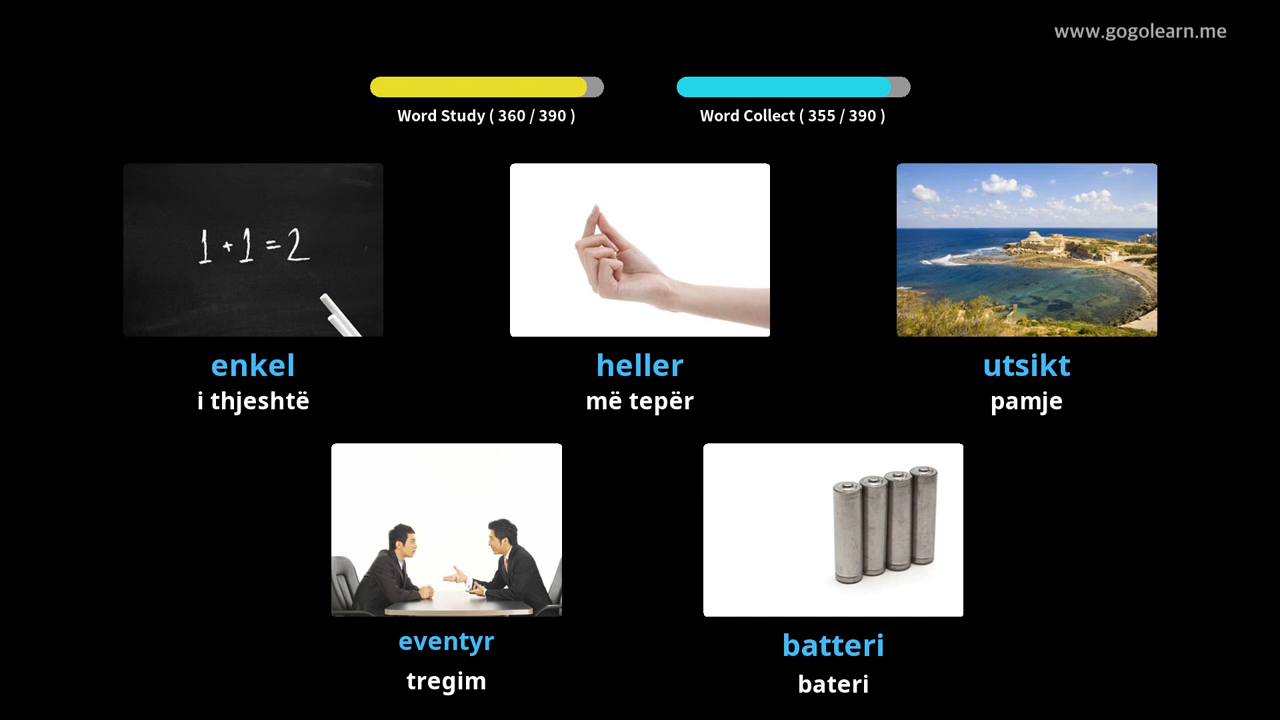 www.gogolearn.me
Word Study ( 360 / 390 )
Word Collect ( 355 / 390 )
1 + 1 = 2
enkel
i thjeshtë
heller
më tepër
utsikt
pamje
eventyr
tregim
batteri
bateri